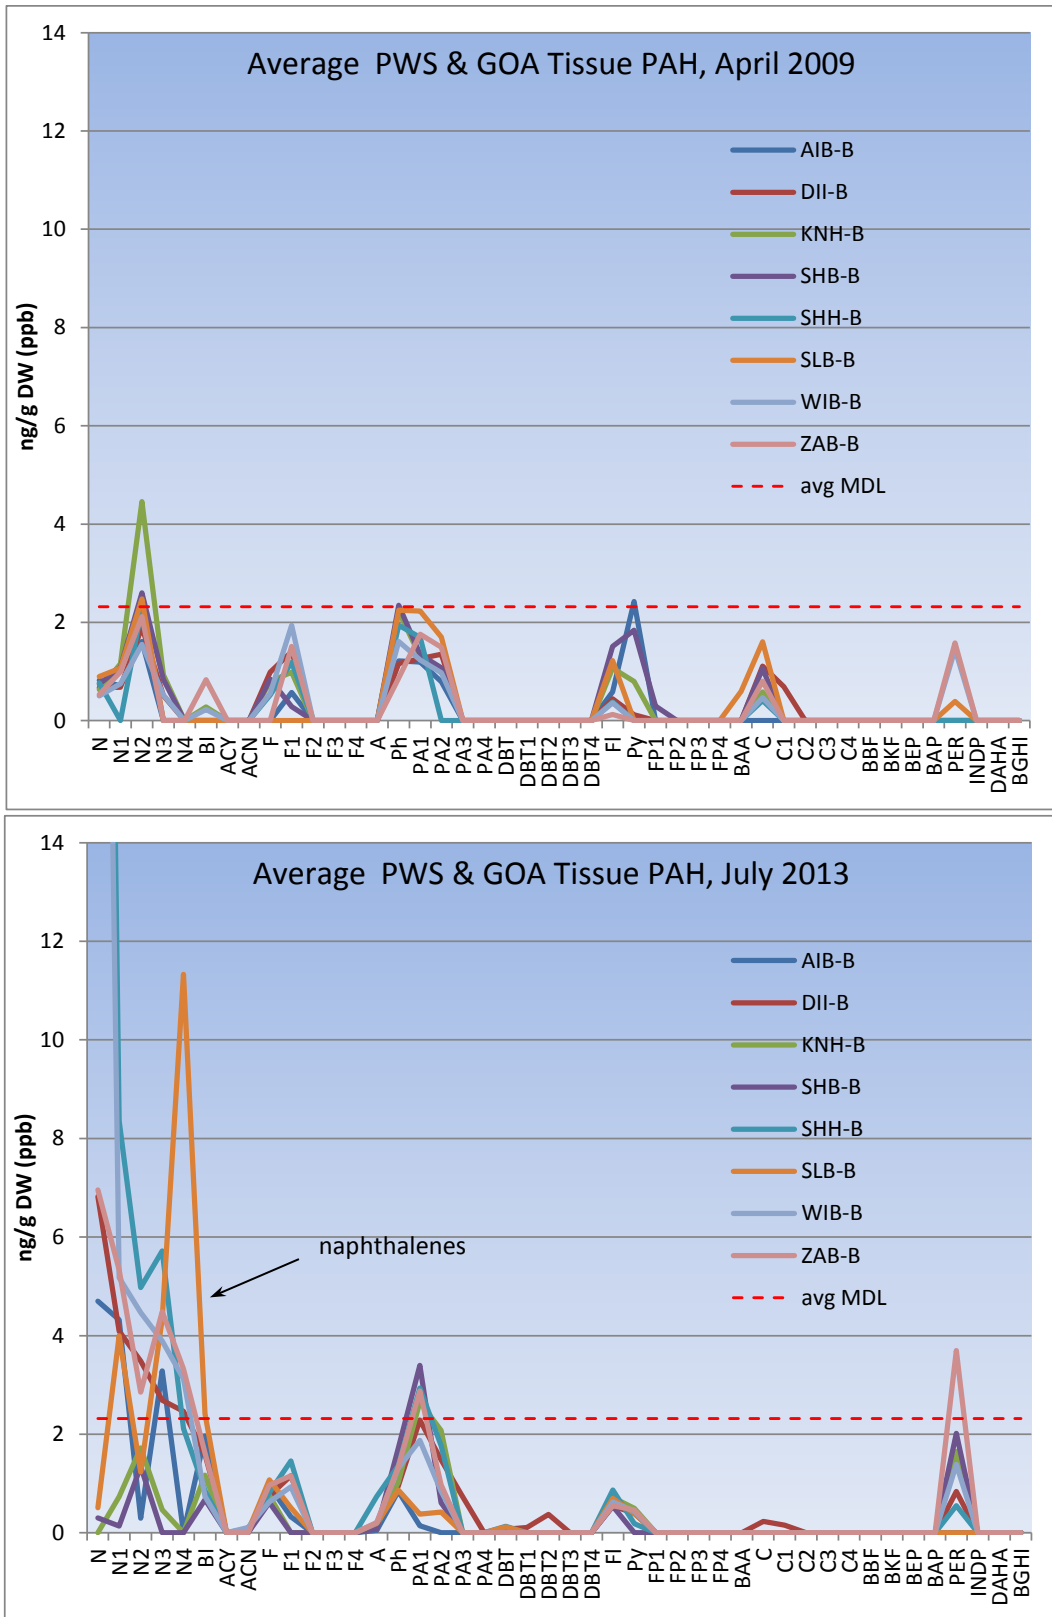 Average PWS & GOA Tissue PAH, April 2009
ng/g DW (ppb)
14
12
10
8
6
4
2
0
AIB-B
DII-B
KNH-B
SHB-B
SHH-B
SLB-B
WIB-B
ZAB-B
avg MDL
N N1 N2 N3 N4 BI ACY ACN F F1 F2 F3 F4 A Ph PA1 PA2 PA3 PA4 DBT DBT1 DBT2 DBT3 DBT4 Fl Py FP1 FP2 FP3 FP4 BAA C C1 C2 C3 C4 BBF BKF BEP BAP PER INDP DAHA BGHI
Average PWS & GOA Tissue PAH, July 2013
ng/g DW (ppb)
14
12
10
8
6
4
2
0
AIB-B
DII-B
KNH-B
SHB-B
SHH-B
SLB-B
WIB-B
ZAB-B
avg MDL
naphthalenes
N N1 N2 N3 N4 BI ACY ACN F F1 F2 F3 F4 A Ph PA1 PA2 PA3 PA4 DBT DBT1 DBT2 DBT3 DBT4 Fl Py FP1 FP2 FP3 FP4 BAA C C1 C2 C3 C4 BBF BKF BEP BAP PER INDP DAHA BGHI